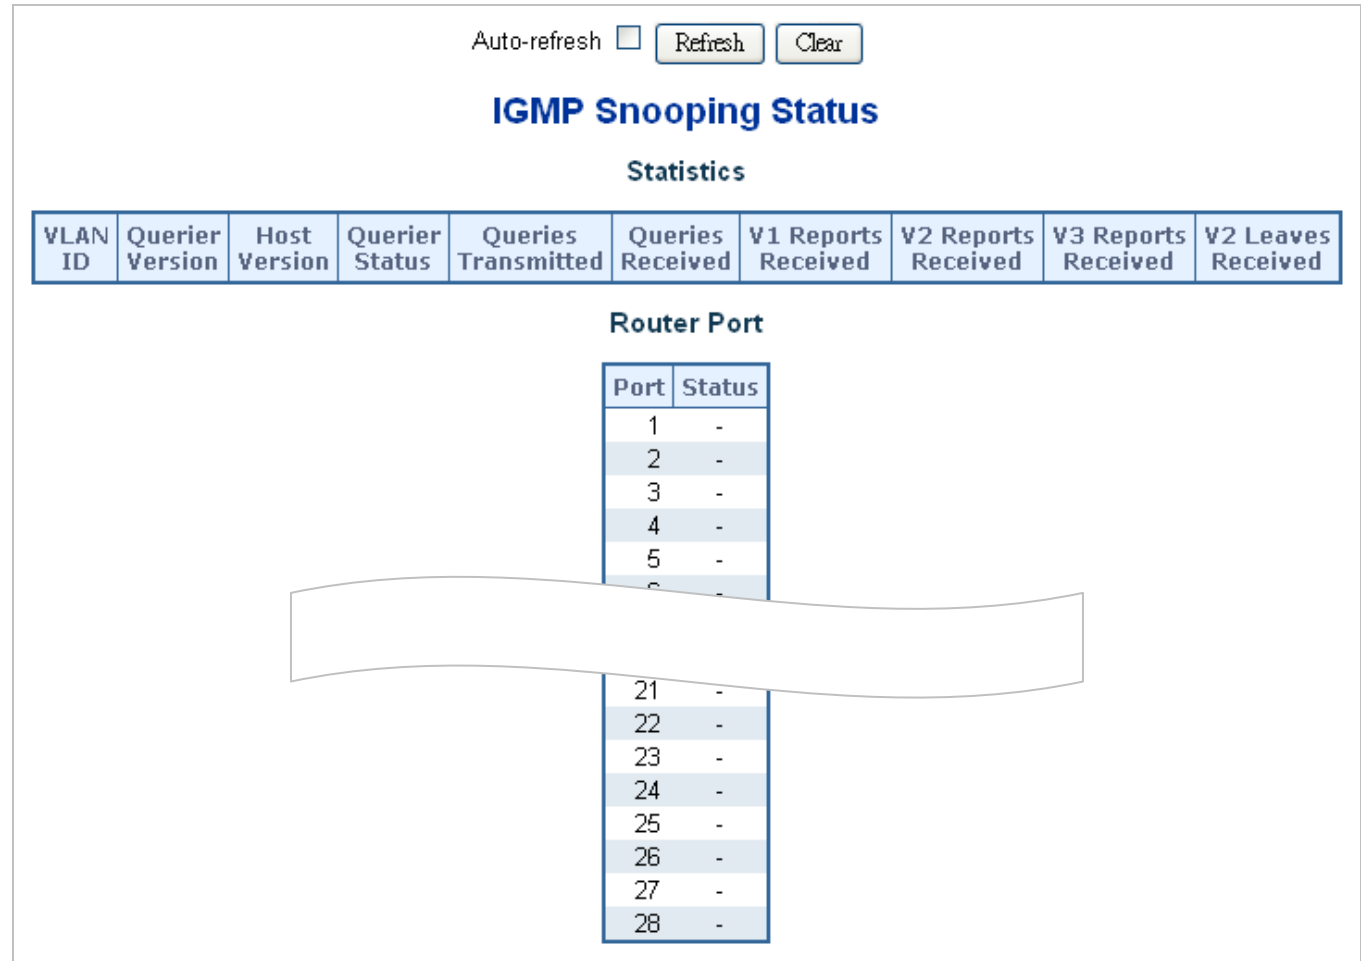 Auto-refresh Refresh Clear
IGMP Snooping Status
Statistics
VLAN ID Querier Version Host Version Querier Status Queries Transmitted Queries Received V1 Reports Received V2 Reports Received V3 Reports Received V2 Leaves Received
Router Port
Port Status
1 -
2 -
3 -
4 -
5 -
-
21 -
22 -
23 -
24 -
25 -
26 -
27 -
28 -